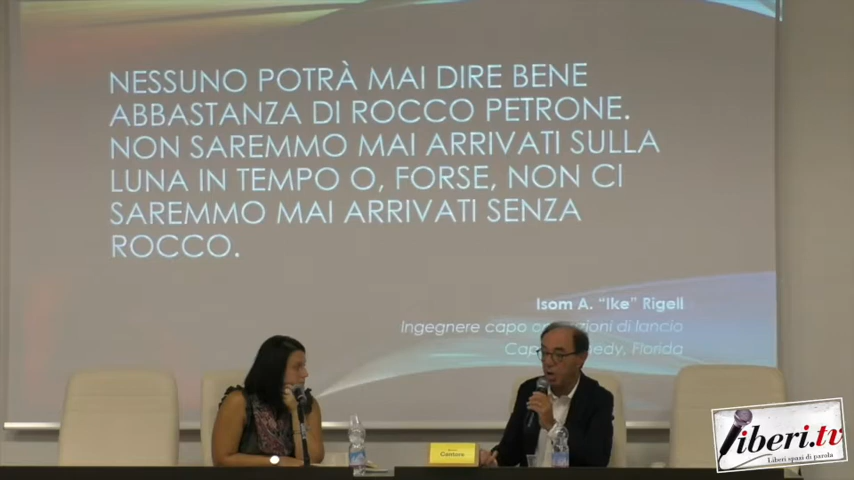 NESSUNO POTRÀ MAI DIRE BENE
ABBASTANZA DI ROCCO PETRONE.
NON SAREMMO MAI ARRIVATI SULLA
LUNA IN TEMPO O, FORSE, NON CI
SAREMMO MAI ARRIVATI SENZA
ROCCO.
Isom A. "Ike" Rigell
Ingegnere capo operazioni di lancio
Florida
liberi.tv
Liberi spazi di parola